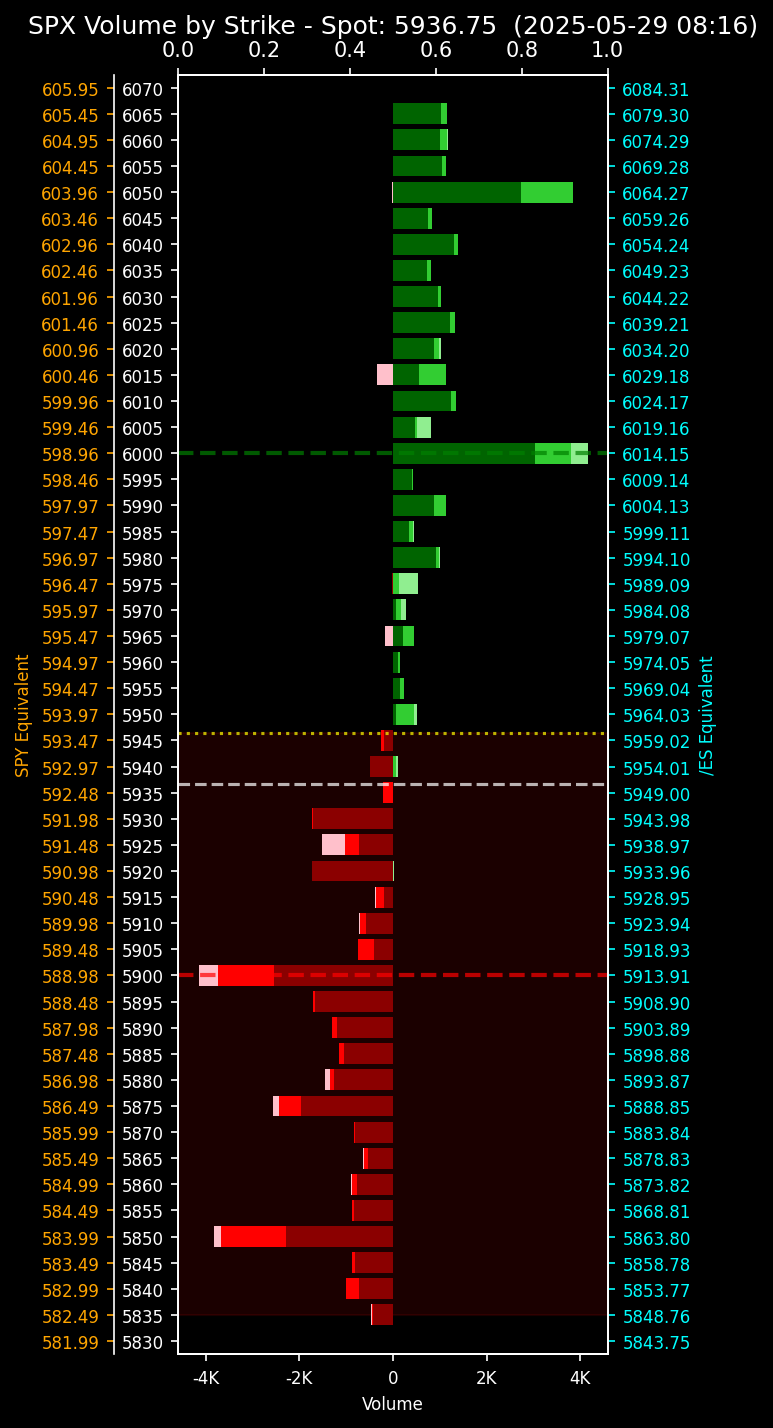 SPX Volume by Strike - Spot: 5936.75 (2025-05-29 08:16)
0.0 0.2 0.4 0.6 0.8 1.0
605.95 6070 6084.31
605.45 6065 6079.30
604.95 6060 6074.29
604.45 6055 6069.28
603.96 6050 6064.27
603.46 6045 6059.26
602.96 6040 6054.24
602.46 6035 6049.23
601.96 6030 6044.22
601.46 6025 6039.21
600.96 6020 6034.20
600.46 6015 6029.18
599.96 6010 6024.17
599.46 6005 6019.16
598.96 6000 6014.15
598.46 5995 6009.14
597.97 5990 6004.13
597.47 5985 5999.11
596.97 5980 5994.10
596.47 5975 5989.09
595.97 5970 5984.08
595.47 5965 5979.07
594.97 5960 5974.05
594.47 5955 5969.04
593.97 5950 5964.03
593.47 5945 5959.02
592.97 5940 5954.01
592.48 5935 5949.00
591.98 5930 5943.98
591.48 5925 5938.97
590.98 5920 5933.96
590.48 5915 5928.95
589.98 5910 5923.94
589.48 5905 5918.93
588.98 5900 5913.91
588.48 5895 5908.90
587.98 5890 5903.89
587.48 5885 5898.88
586.98 5880 5893.87
586.49 5875 5888.85
585.99 5870 5883.84
585.49 5865 5878.83
584.99 5860 5873.82
584.49 5855 5868.81
583.99 5850 5863.80
583.49 5845 5858.78
582.99 5840 5853.77
582.49 5835 5848.76
581.99 5830 5843.75
SPY Equivalent
/ES Equivalent
-4K -2K 0 2K 4K
Volume